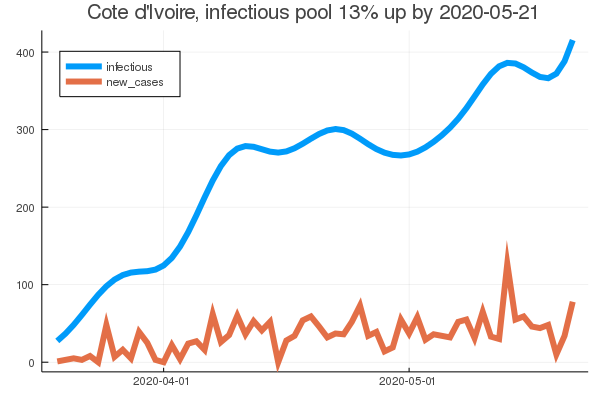 Cote d'Ivoire, infectious pool 13% up by 2020-05-21
400
infectious
new_cases
300
200
100
0
2020-04-01
2020-05-01